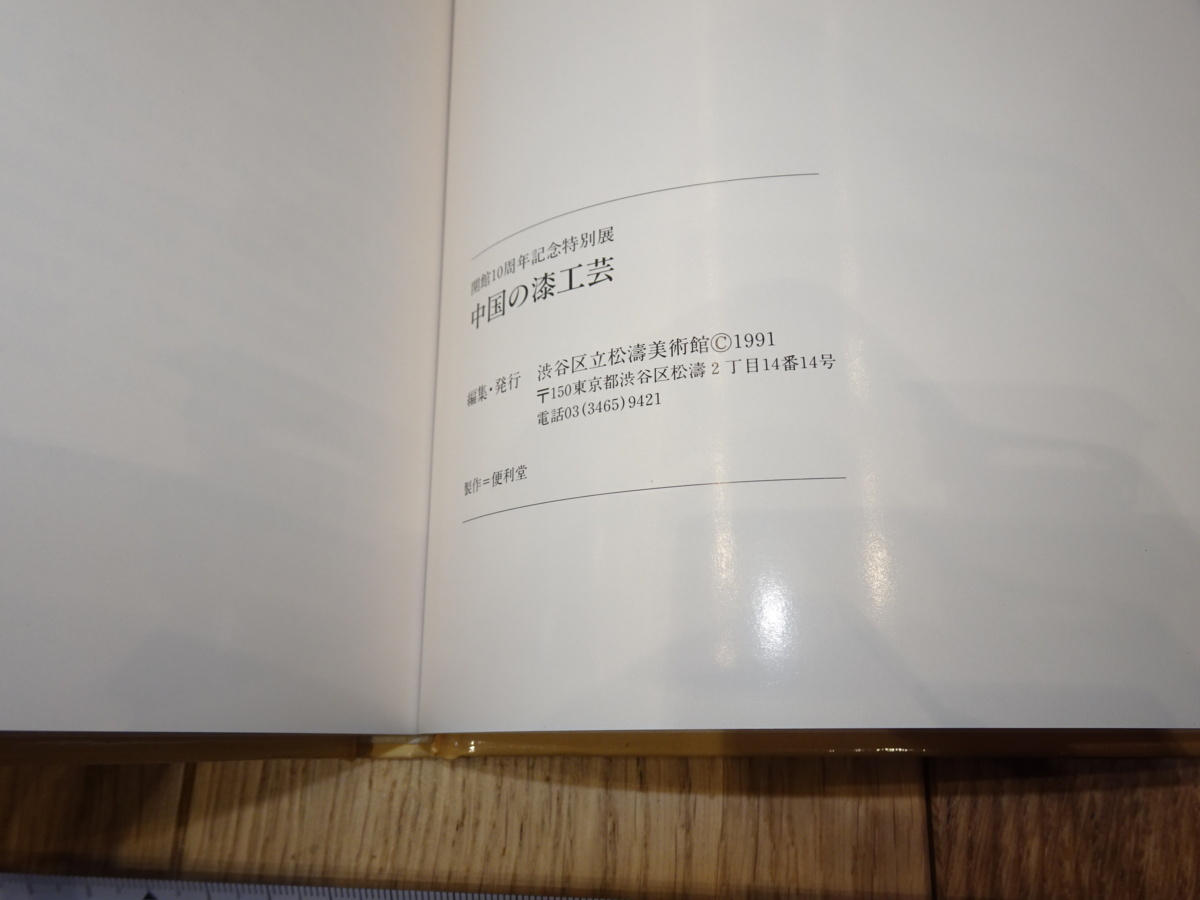 開館10周年記念特別展
中国の漆工芸
編集・発行 渋谷区立松濤美術館©1991
〒150東京都渋谷区松濤2丁目14番14号
電話03(3465)9421
製作=便利堂